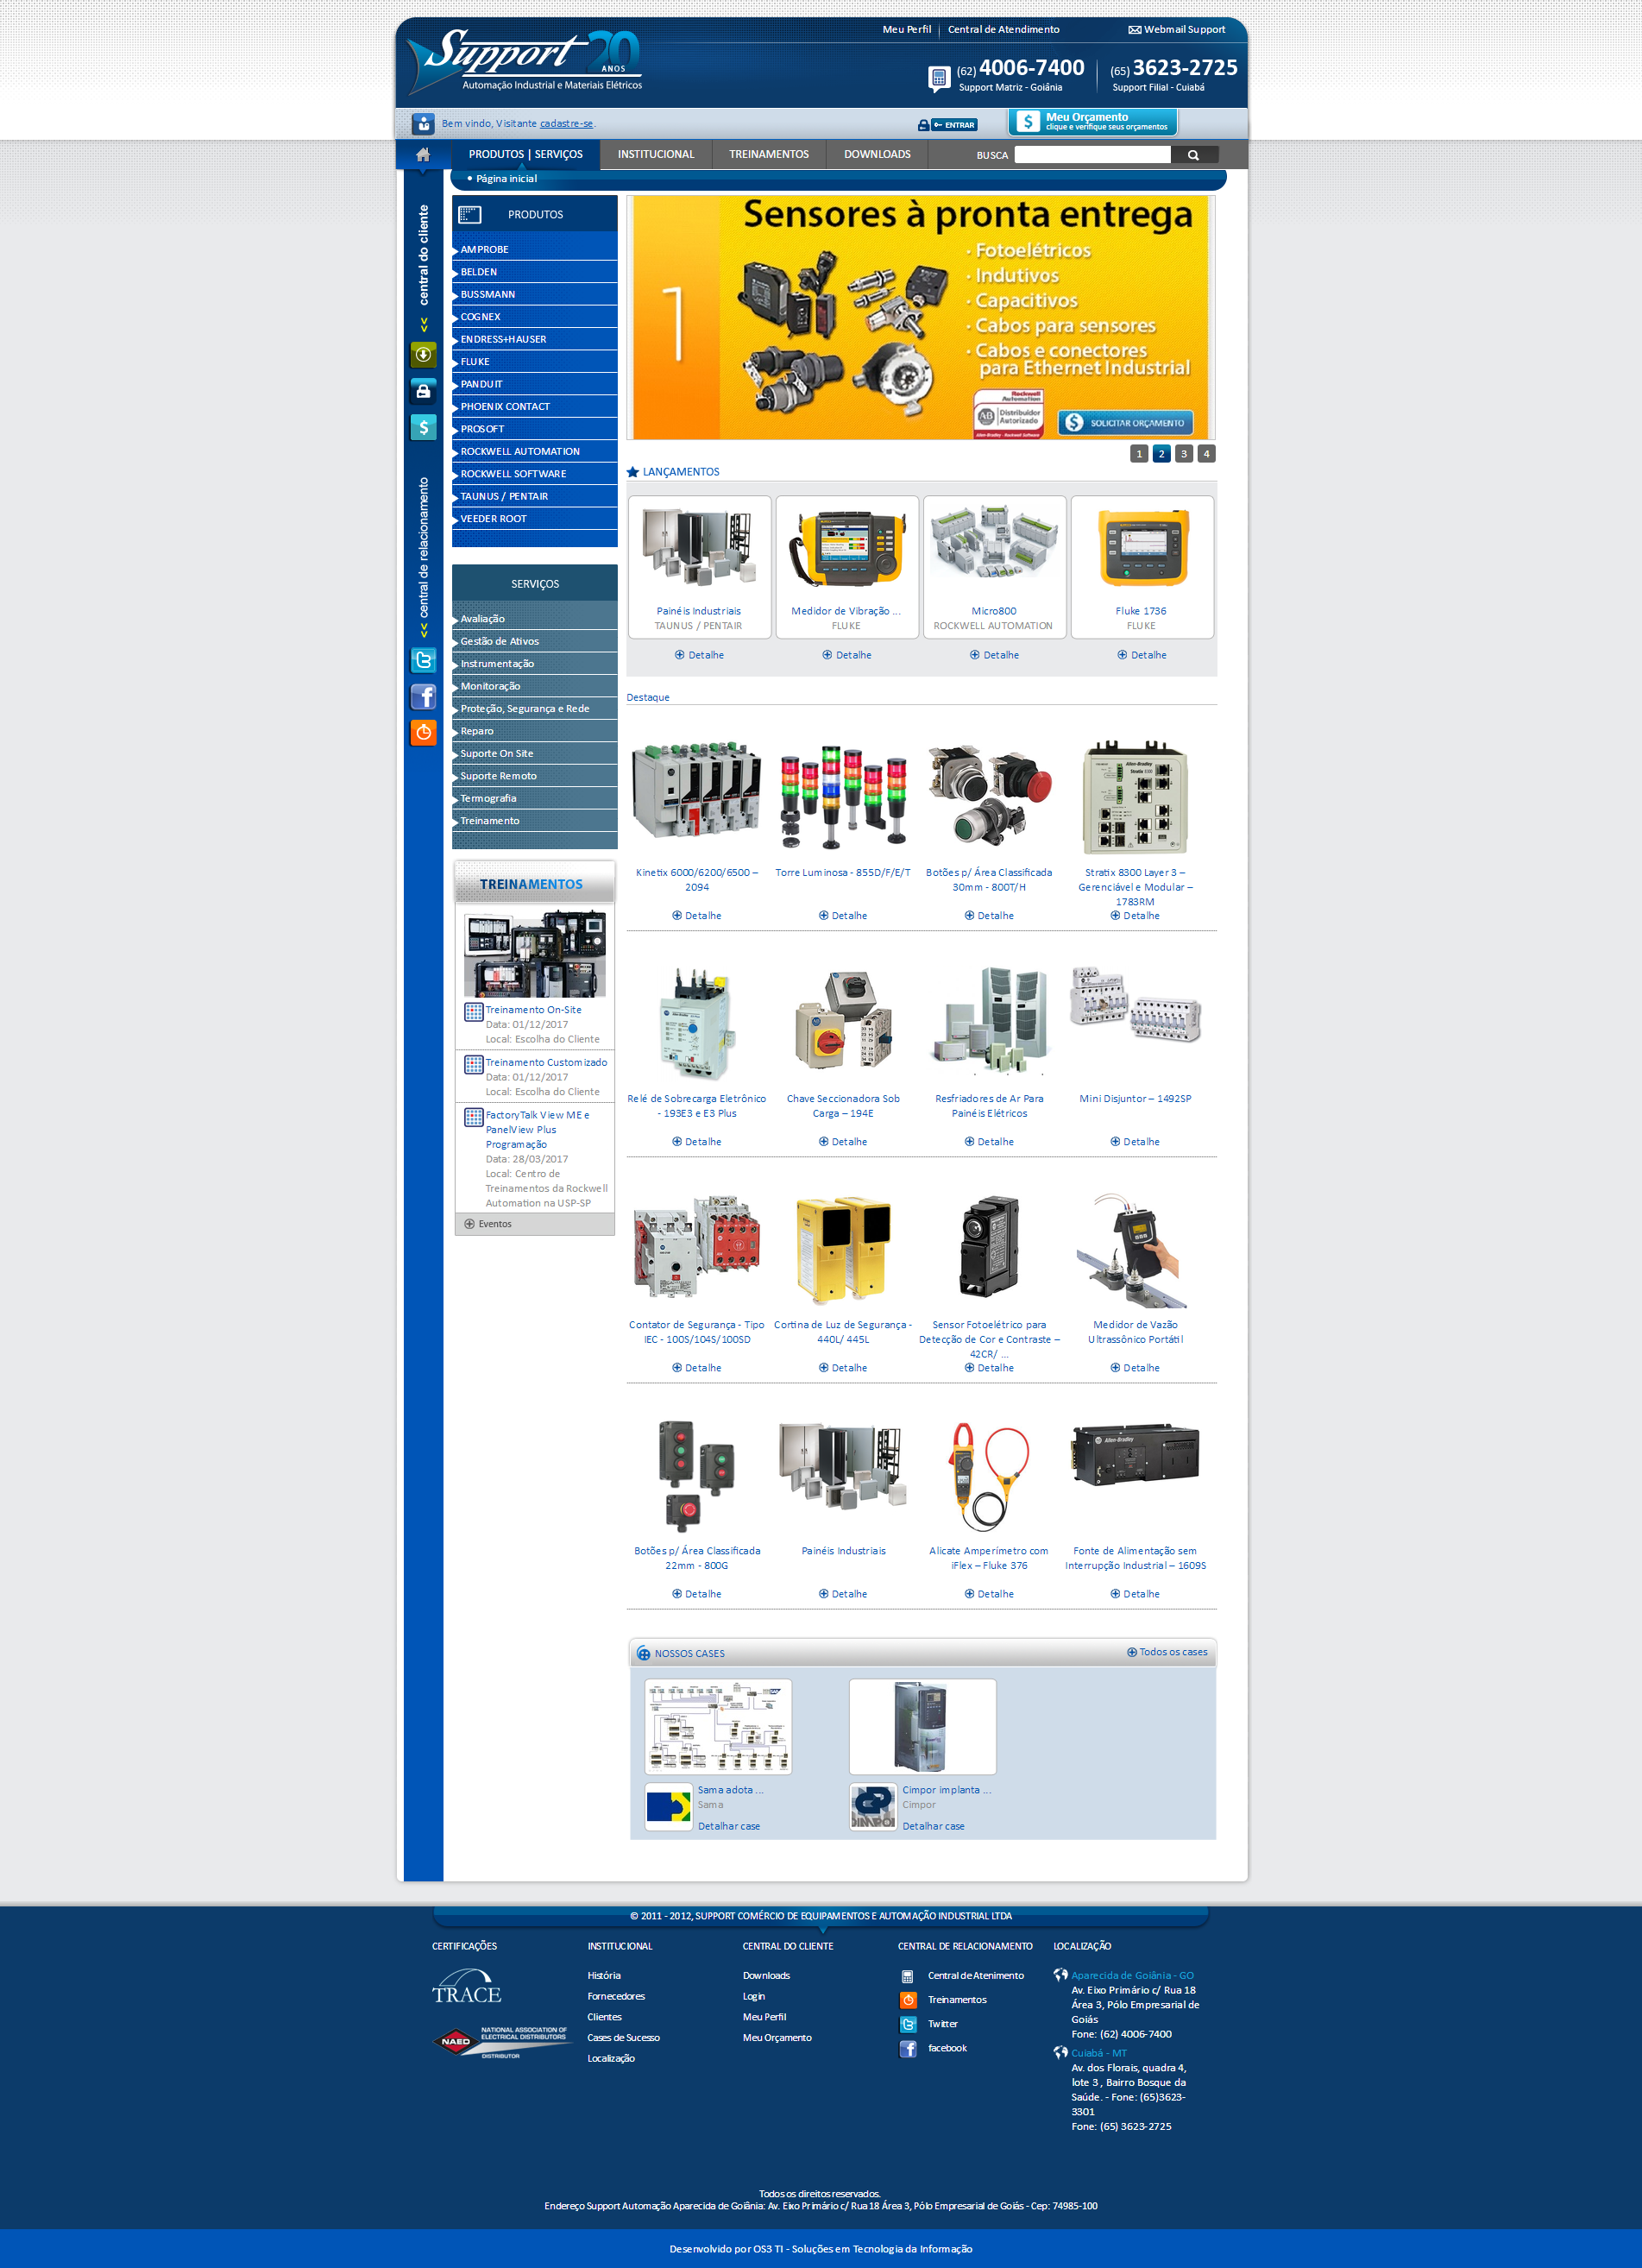 Meu Perfil
Central de Atendimento
Webmail Support
Support 20
ANOS
Automação Industrial e Materiais Elétricos
(62) 4006-7400
Support Matriz - Goiânia
(65) 3623-2725
Support Filial - Cuiabá
Bem vindo, Visitante cadastre-se.
ENTRAR
Meu Orçamento
clique e verifique seus orçamentos
PRODUTOS | SERVIÇOS
INSTITUCIONAL
TREINAMENTOS
DOWNLOADS
BUSCA
• Página inicial
<< central do cliente
<< central de relacionamento
PRODUTOS
AMPROBE
BELDEN
BUSSMANN
COGNEX
ENDRESS+HAUSER
FLUKE
PANDUIT
PHOENIX CONTACT
PROSOFT
ROCKWELL AUTOMATION
ROCKWELL SOFTWARE
TAUNUS / PENTAIR
VEEDER ROOT
SERVIÇOS
Avaliação
Gestão de Ativos
Instrumentação
Monitoração
Proteção, Segurança e Rede
Reparo
Suporte On Site
Suporte Remoto
Termografia
Treinamento
TREINAMENTOS
Treinamento On-Site
Data: 01/12/2017
Local: Escolha do Cliente
Treinamento Customizado
Data: 01/12/2017
Local: Escolha do Cliente
FactoryTalk View ME e
PanelView Plus
Programação
Data: 28/03/2017
Local: Centro de
Treinamentos da Rockwell
Automation na USP-SP
Eventos
Sensores à pronta entrega
1
· Fotoelétricos
· Indutivos
· Capacitivos
· Cabos para sensores
· Cabos e conectores
para Ethernet Industrial
Rockwell
Automation
AB Distribuidor
Autorizado
Allen-Bradley · Rockwell Software
SOLICITAR ORÇAMENTO
1 2 3 4
LANÇAMENTOS
Painéis Industriais
TAUNUS / PENTAIR
Detalhe
Medidor de Vibração ...
FLUKE
Detalhe
Micro800
ROCKWELL AUTOMATION
Detalhe
Fluke 1736
FLUKE
Detalhe
Destaque
Kinetix 6000/6200/6500 –
2094
Detalhe
Torre Luminosa - 855D/F/E/T
Detalhe
Botões p/ Área Classificada
30mm - 800T/H
Detalhe
Allen-Bradley
Stratix 8300 Layer 3 –
Gerenciável e Modular –
1783RM
Detalhe
Relé de Sobrecarga Eletrônico
- 193E3 e E3 Plus
Detalhe
Chave Seccionadora Sob
Carga – 194E
Detalhe
Resfriadores de Ar Para
Painéis Elétricos
Detalhe
Mini Disjuntor – 1492SP
Detalhe
Contator de Segurança - Tipo
IEC - 100S/104S/100SD
Detalhe
Cortina de Luz de Segurança -
440L/ 445L
Detalhe
Sensor Fotoelétrico para
Detecção de Cor e Contraste –
42CR/ ...
Detalhe
Medidor de Vazão
Ultrassônico Portátil
Detalhe
Botões p/ Área Classificada
22mm - 800G
Detalhe
Painéis Industriais
Detalhe
Alicate Amperímetro com
iFlex – Fluke 376
Detalhe
Allen-Bradley
Fonte de Alimentação sem
Interrupção Industrial – 1609S
Detalhe
NOSSOS CASES
Todos os cases
Sama adota ...
Sama
Detalhar case
Cimpor implanta ...
Cimpor
Detalhar case
© 2011 - 2012, SUPPORT COMÉRCIO DE EQUIPAMENTOS E AUTOMAÇÃO INDUSTRIAL LTDA
CERTIFICAÇÕES
TRACE
NAED
NATIONAL ASSOCIATION OF
ELECTRICAL DISTRIBUTORS
DISTRIBUTOR
INSTITUCIONAL
História
Fornecedores
Clientes
Cases de Sucesso
Localização
CENTRAL DO CLIENTE
Downloads
Login
Meu Perfil
Meu Orçamento
CENTRAL DE RELACIONAMENTO
Central de Atenimento
Treinamentos
Twitter
facebook
LOCALIZAÇÃO
Aparecida de Goiânia - GO
Av. Eixo Primário c/ Rua 18
Área 3, Pólo Empresarial de
Goiás
Fone: (62) 4006-7400
Cuiabá - MT
Av. dos Florais, quadra 4,
lote 3 , Bairro Bosque da
Saúde. - Fone: (65)3623-
3301
Fone: (65) 3623-2725
Todos os direitos reservados.
Endereço Support Automação Aparecida de Goiânia: Av. Eixo Primário c/ Rua 18 Área 3, Pólo Empresarial de Goiás - Cep: 74985-100
Desenvolvido por OS3 TI - Soluções em Tecnologia da Informação